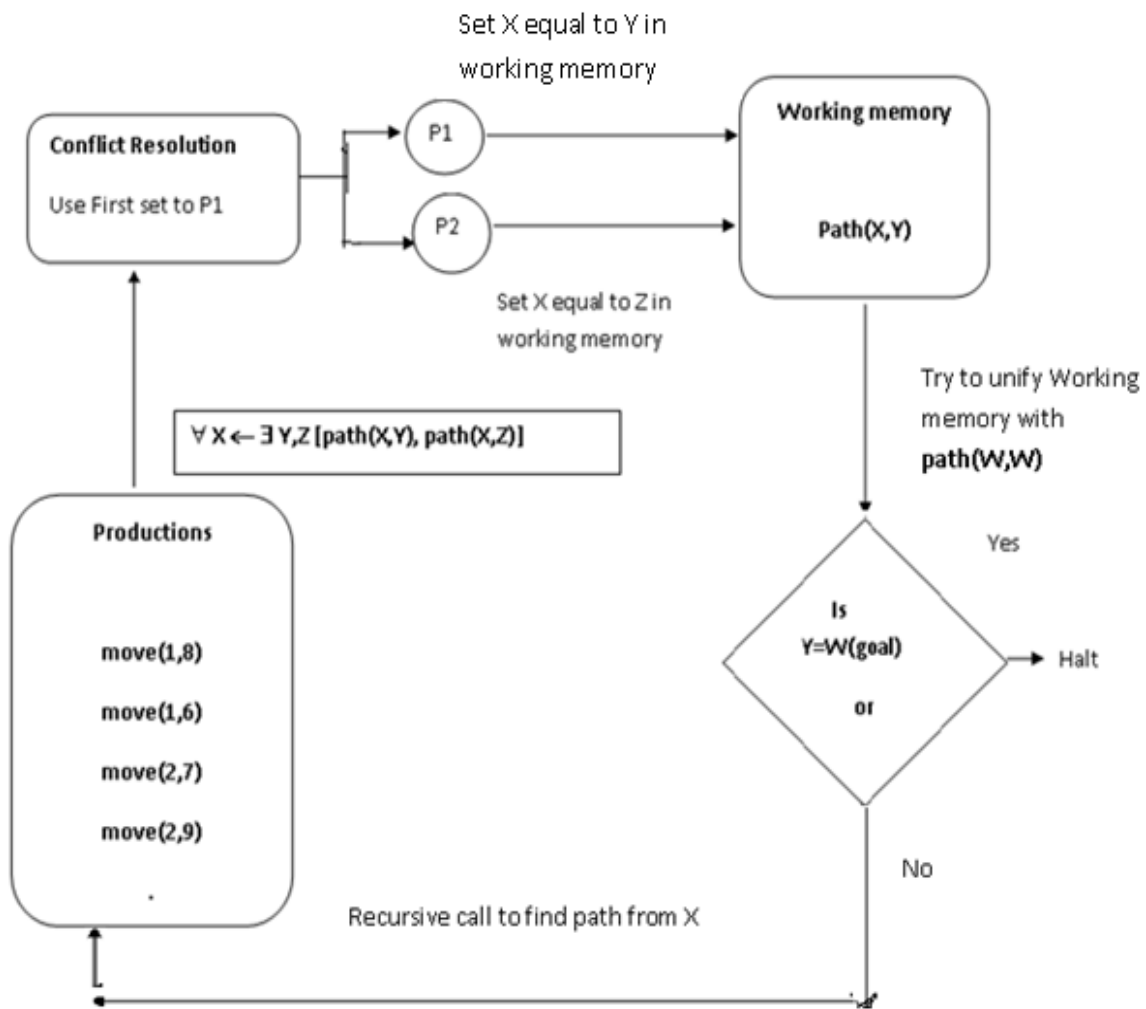 Set X equal to Y in
working memory
Conflict Resolution
Use First set to P1
P1
P2
Working memory
Path(X,Y)
Set X equal to Z in
working memory
Try to unify Working
memory with
path(W,W)
∀ X ← ∃ Y,Z [path(X,Y), path(X,Z)]
Productions
move(1,8)
move(1,6)
move(2,7)
move(2,9)
.
Yes
Is
Y=W(goal)
or
Halt
No
Recursive call to find path from X